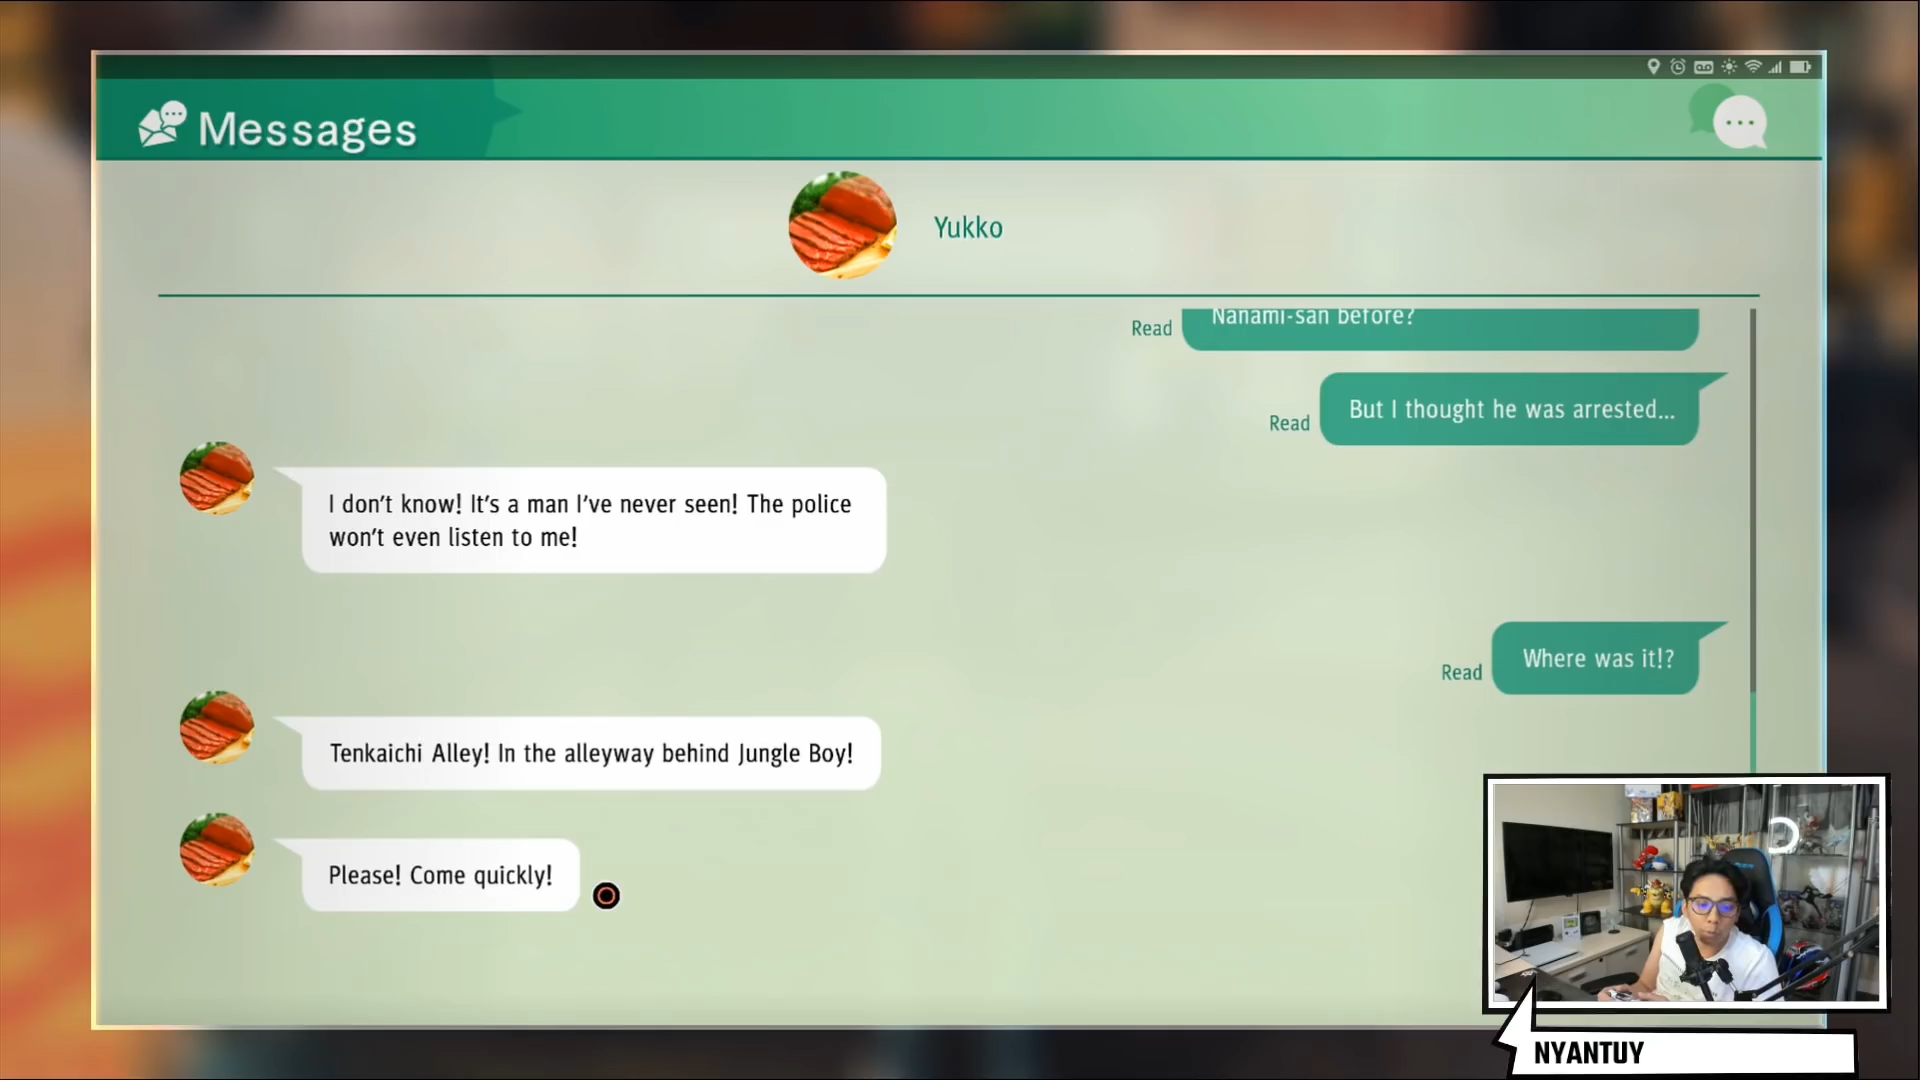 Messages
Yukko
Nanami-san before?
Read
But I thought he was arrested...
Read
I don't know! It's a man I've never seen! The police
won't even listen to me!
Where was it!?
Read
Tenkaichi Alley! In the alleyway behind Jungle Boy!
Please! Come quickly!
NYANTUY